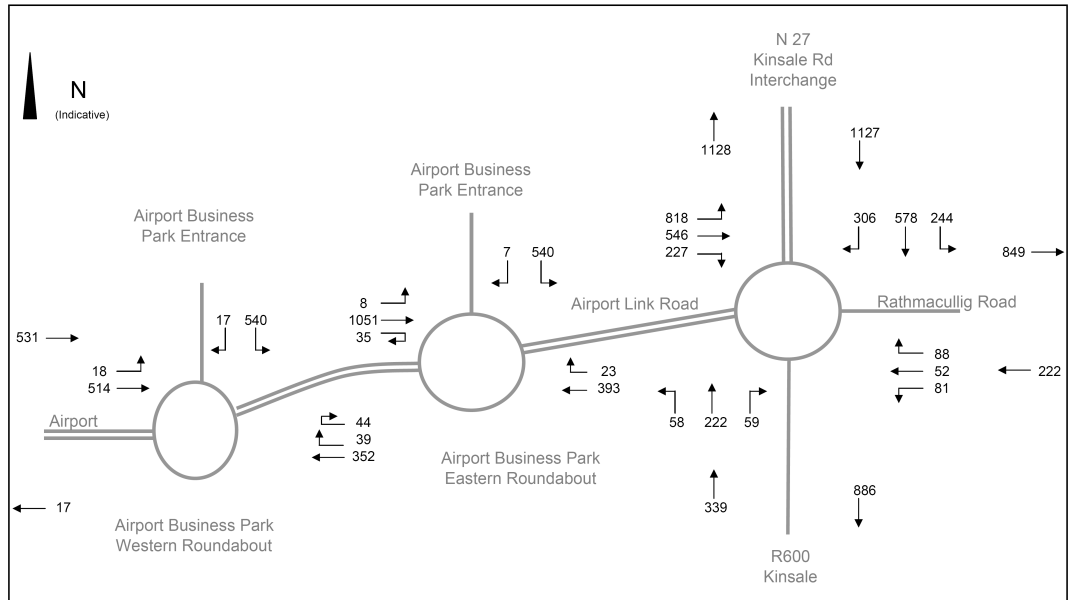 N 27
Kinsale Rd
Interchange
N
(Indicative)
1127
1128
Airport Business
Park Entrance
Airport Business
Park Entrance
818
546
227
306 578 244
849
7 540
8
1051
35
Airport Link Road
Rathmacullig Road
531
17 540
18
514
23
393
88
52
81
222
Airport
44
39
352
58 222 59
Airport Business Park
Eastern Roundabout
339
886
17
Airport Business Park
Western Roundabout
R600
Kinsale